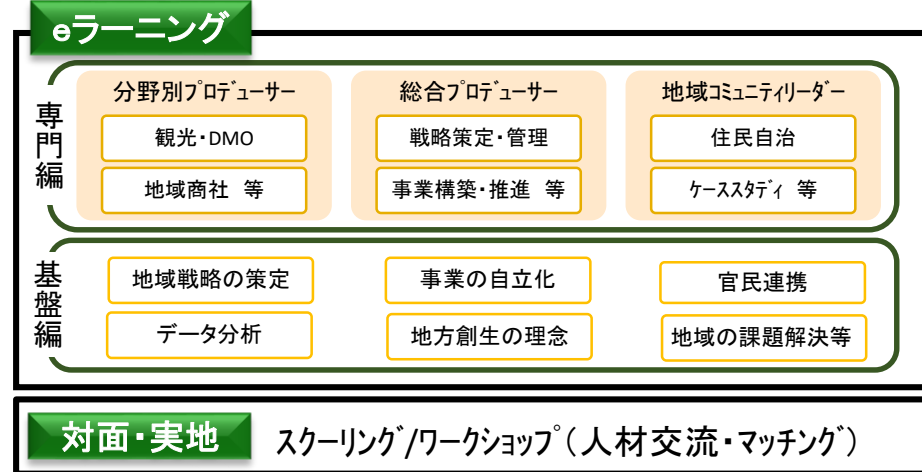 eラーニング
専門編
分野別ﾌﾟﾛﾃﾞｭｰサー
観光・DMO
地域商社 等
総合ﾌﾟﾛﾃﾞｭｰサー
戦略策定・管理
事業構築・推進 等
地域ｺﾐｭﾆﾃｨﾘｰﾀﾞｰ
住民自治
ｹｰｽｽﾀﾃﾞｨ 等
基盤編
地域戦略の策定
事業の自立化
官民連携
データ分析
地方創生の理念
地域の課題解決等
対面・実地
ｽｸｰﾘﾝｸﾞ/ﾜｰｸｼｮｯﾌﾟ（人材交流・ﾏｯﾁﾝｸﾞ）